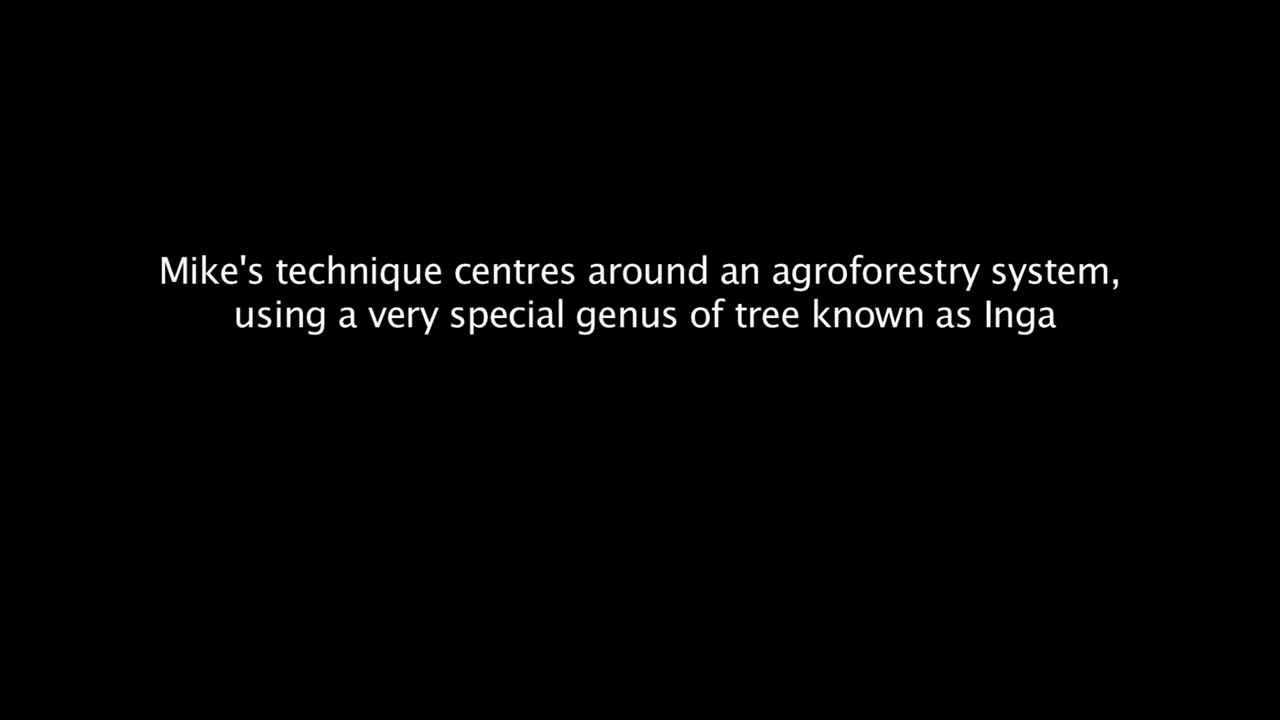 Mike's technique centres around an agroforestry system,
using a very special genus of tree known as Inga